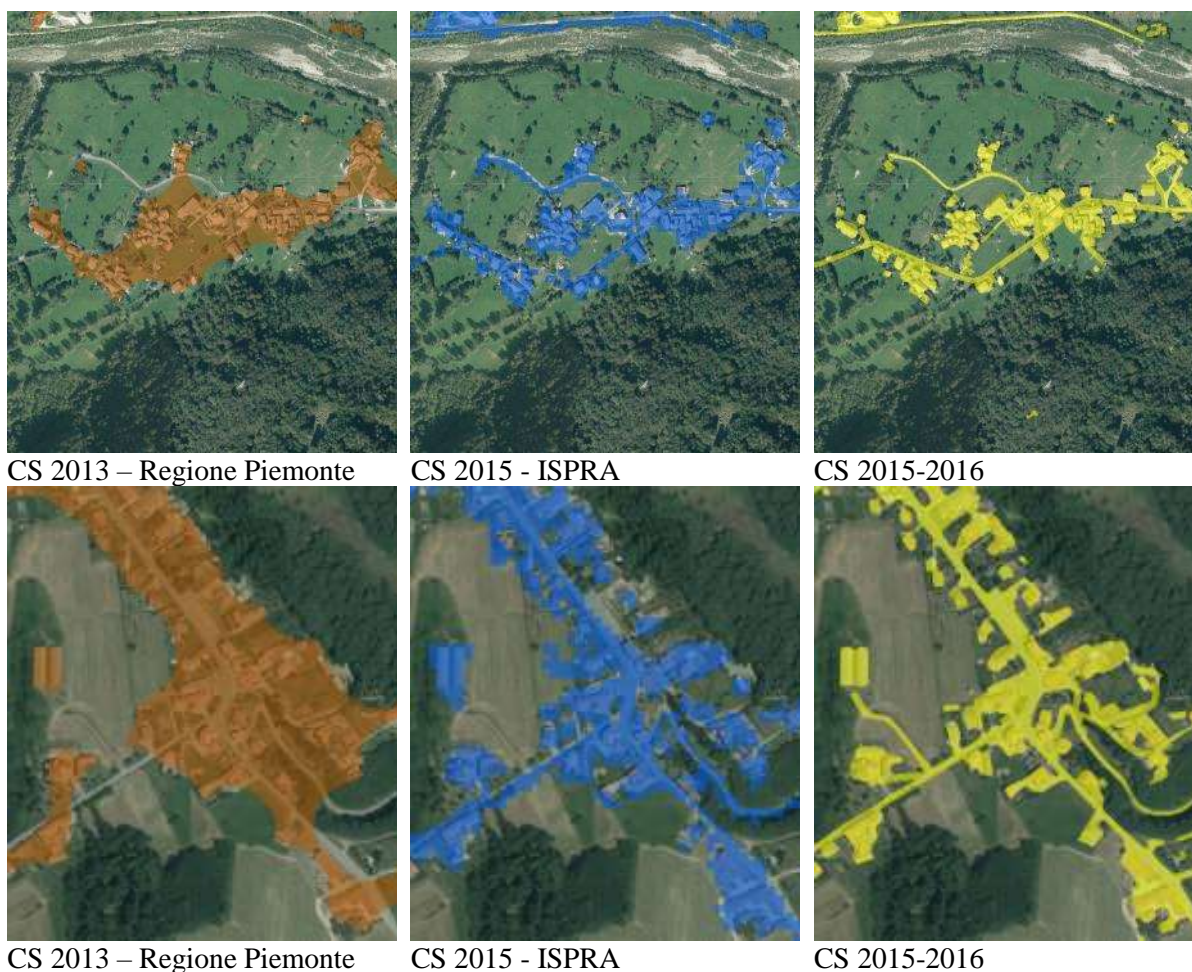 CS 2013 – Regione Piemonte
CS 2015 - ISPRA
CS 2015-2016
CS 2013 – Regione Piemonte
CS 2015 - ISPRA
CS 2015-2016